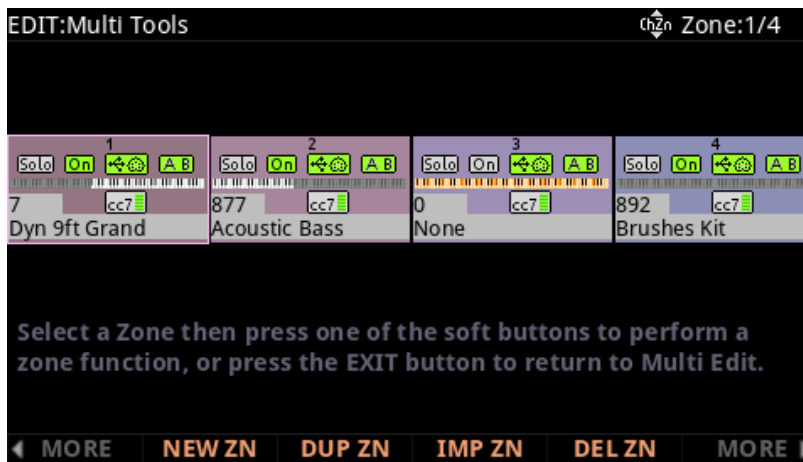 EDIT:Multi Tools ChZn Zone:1/4
1 2 3 4
Solo On A B Solo On A B Solo On A B Solo On A B
7 cc7 877 cc7 0 cc7 892 cc7
Dyn 9ft Grand Acoustic Bass None Brushes Kit
Select a Zone then press one of the soft buttons to perform a
zone function, or press the EXIT button to return to Multi Edit.
MORE NEW ZN DUP ZN IMP ZN DEL ZN MORE